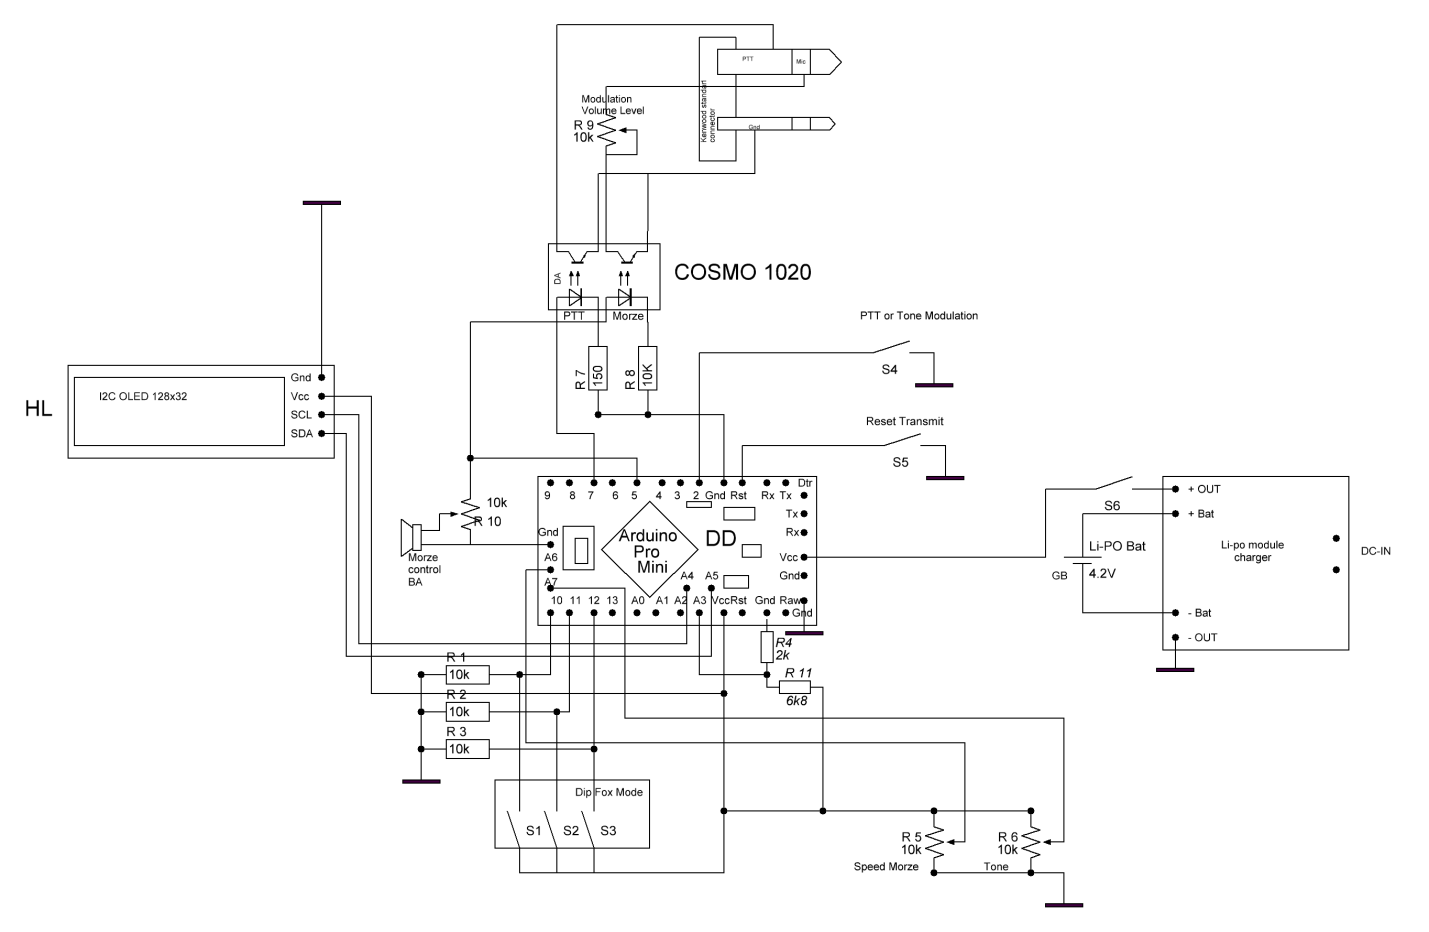 PTT
Mic
Kenwood standart
connector
Gnd
Modulation
Volume Level
R 9
10k
DA
COSMO 1020
PTT
Morze
R 7
150
R 8
10K
PTT or Tone Modulation
S4
Reset Transmit
S5
HL
I2C OLED 128x32
Gnd
Vcc
SCL
SDA
10k
R 10
Morze
control
BA
9 8 7 6 5 4 3 2 Gnd Rst Rx Tx Dtr
Gnd
A6
A7
Arduino
Pro
Mini
DD
A4 A5
Tx
Rx
Vcc
Gnd
10 11 12 13 A0 A1 A2 A3 Vcc Rst Gnd Raw
Gnd
S6
+ OUT
+ Bat
Li-PO Bat
GB
4.2V
Li-po module
charger
DC-IN
- Bat
- OUT
R4
2k
R 11
6k8
R 1
10k
R 2
10k
R 3
10k
Dip Fox Mode
S1 S2 S3
R 5
10k
Speed Morze
R 6
10k
Tone